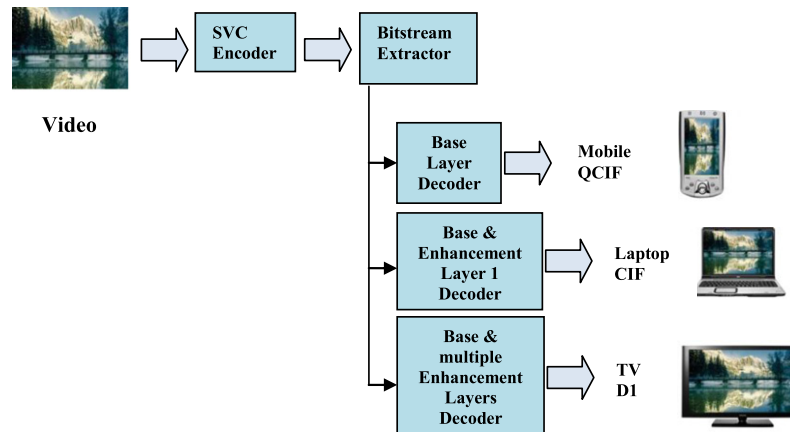 SVC
Encoder
Bitstream
Extractor
Video
Base
Layer
Decoder
Mobile
QCIF
Base &
Enhancement
Layer 1
Decoder
Laptop
CIF
Base &
multiple
Enhancement
Layers
Decoder
TV
D1